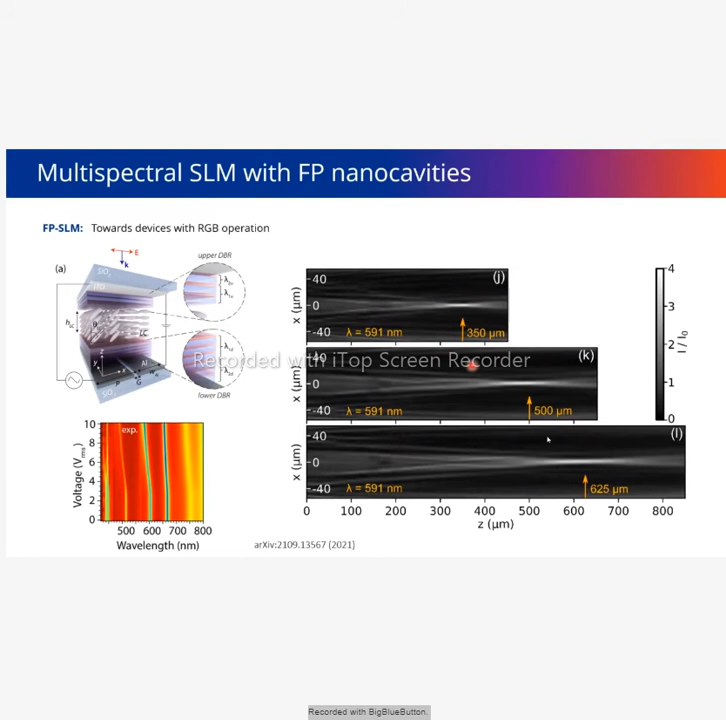 Multispectral SLM with FP nanocavities
FP-SLM: Towards devices with RGB operation
(a)
E
k
upper DBR
SiO₂
ITO
h_LC
θ
LC
Al
z
y
x
P
G
SiO₂
lower DBR
exp.
10
8
6
4
2
0
Voltage (V_rms)
500 600 700 800
Wavelength (nm)
arXiv:2109.13567 (2021)
(j)
40
0
-40
x (μm)
λ = 591 nm
350 μm
(k)
40
0
-40
x (μm)
λ = 591 nm
500 μm
(l)
40
0
-40
x (μm)
λ = 591 nm
625 μm
0 100 200 300 400 500 600 700 800
z (μm)
4
3
2
1
0
I / I₀
Recorded with iTop Screen Recorder
Recorded with BigBlueButton.